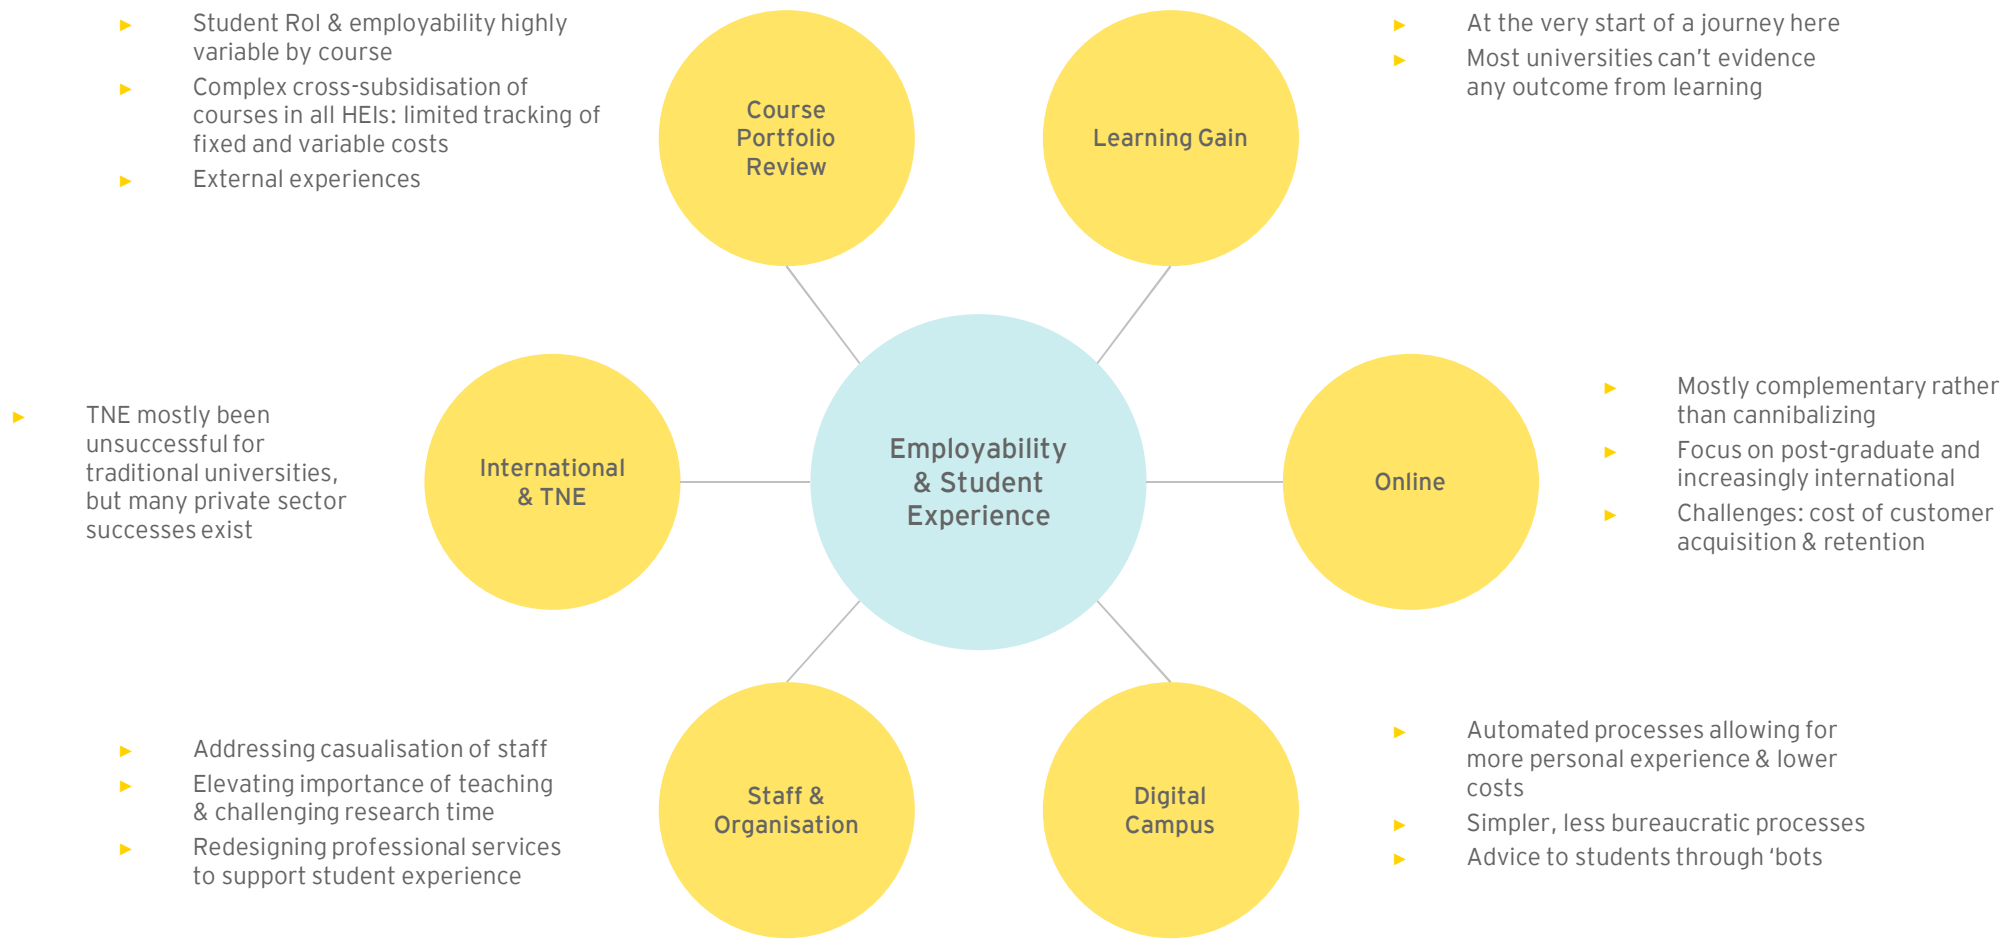 Student RoI & employability highly
variable by course
Complex cross-subsidisation of
courses in all HEIs: limited tracking of
fixed and variable costs
External experiences
Course
Portfolio
Review
Learning Gain
At the very start of a journey here
Most universities can't evidence
any outcome from learning
TNE mostly been
unsuccessful for
traditional universities,
but many private sector
successes exist
International
& TNE
Employability
& Student
Experience
Online
Mostly complementary rather
than cannibalizing
Focus on post-graduate and
increasingly international
Challenges: cost of customer
acquisition & retention
Addressing casualisation of staff
Elevating importance of teaching
& challenging research time
Redesigning professional services
to support student experience
Staff &
Organisation
Digital
Campus
Automated processes allowing for
more personal experience & lower
costs
Simpler, less bureaucratic processes
Advice to students through ‘bots